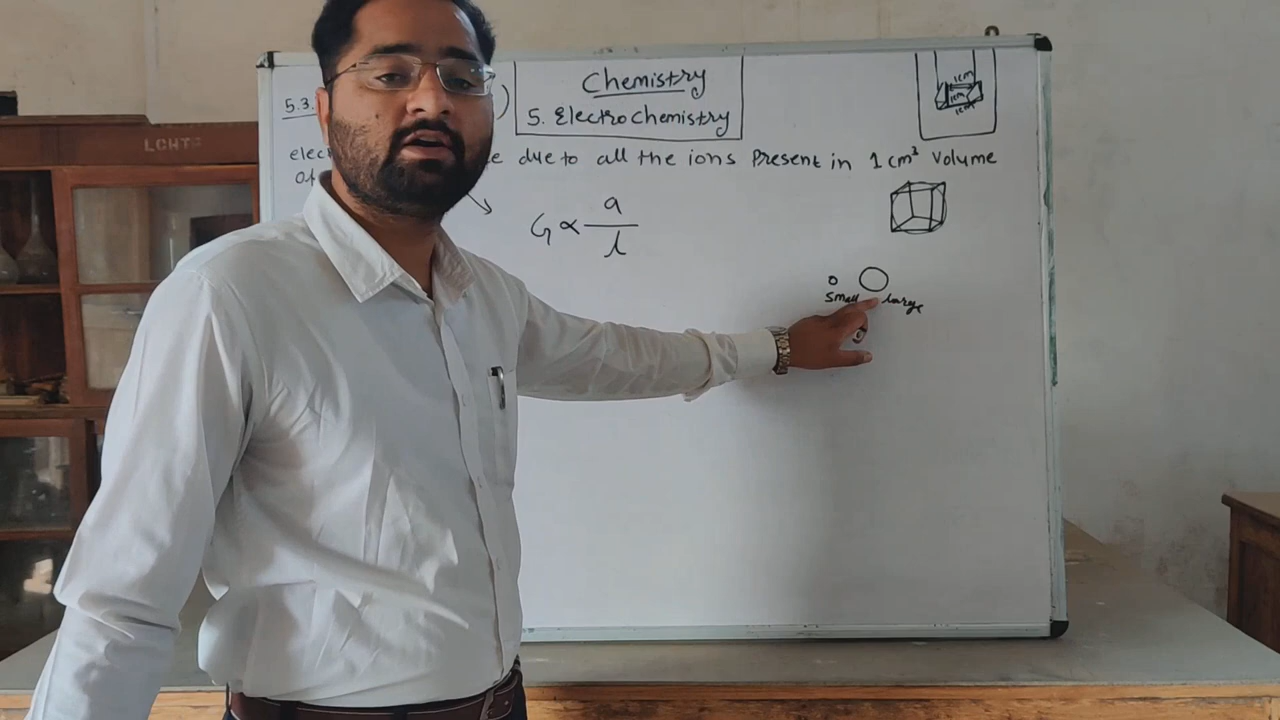 Chemistry
5. Electrochemistry
5.3. )
elec e due to all the ions Present in 1 cm³ Volume
of
G ∝ a / l
1cm
1cm
1cm
small large